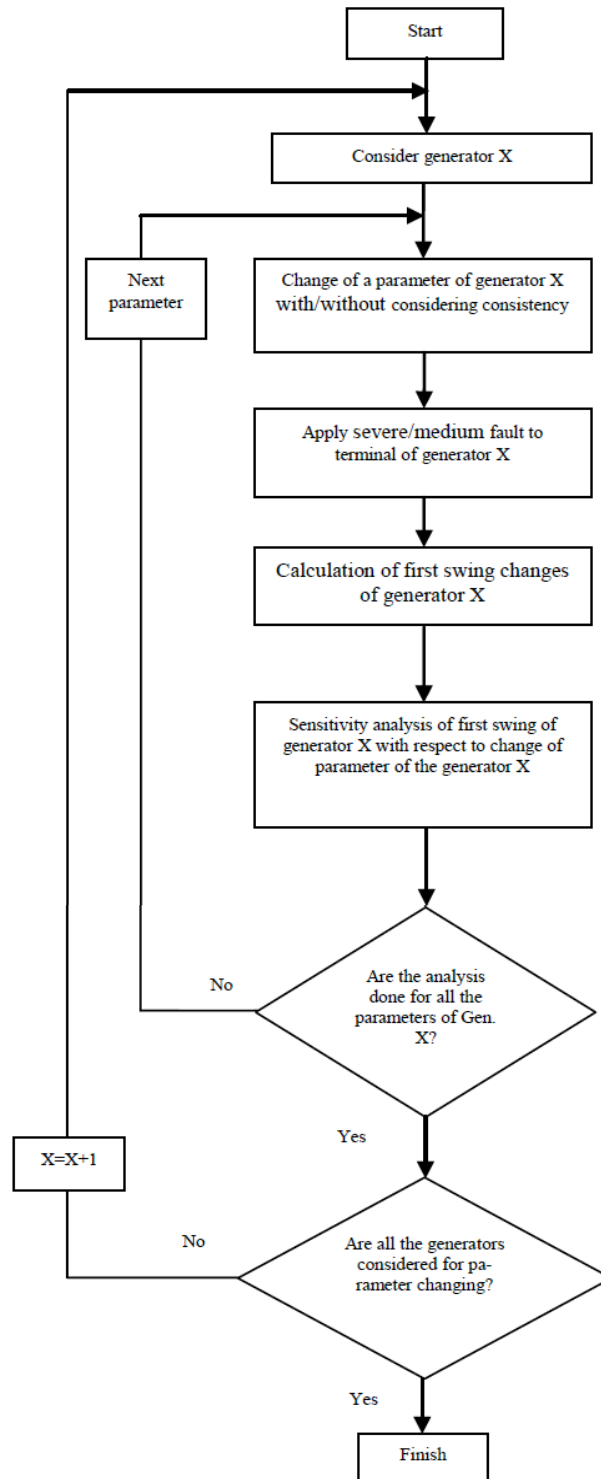 Start
Consider generator X
Next
parameter
Change of a parameter of generator X
with/without considering consistency
Apply severe/medium fault to
terminal of generator X
Calculation of first swing changes
of generator X
Sensitivity analysis of first swing of
generator X with respect to change of
parameter of the generator X
No
Are the analysis
done for all the
parameters of Gen.
X?
Yes
X=X+1
No
Are all the generators
considered for pa-
rameter changing?
Yes
Finish